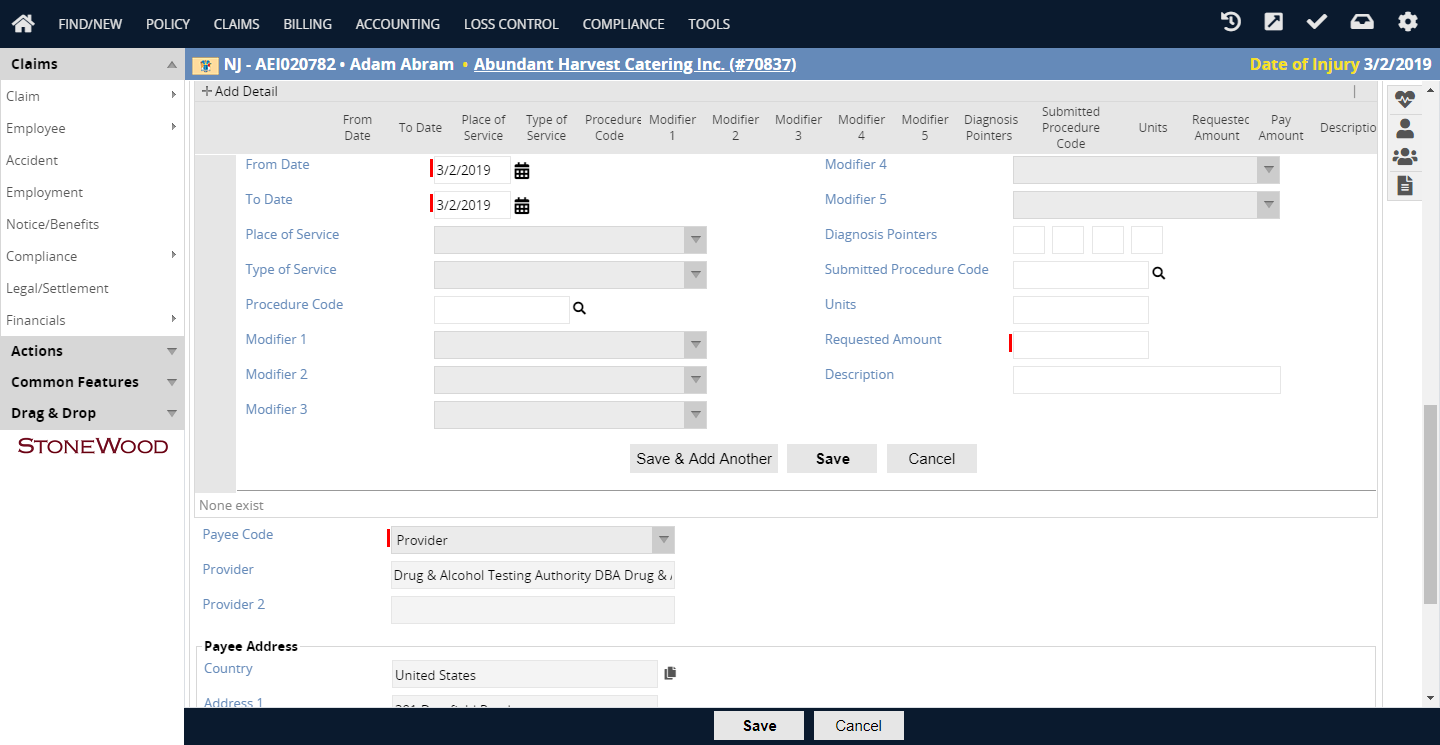 FIND/NEW POLICY CLAIMS BILLING ACCOUNTING LOSS CONTROL COMPLIANCE TOOLS
Claims
NJ - AEI020782 • Adam Abram • Abundant Harvest Catering Inc. (#70837)
Date of Injury 3/2/2019
Claim
Employee
Accident
Employment
Notice/Benefits
Compliance
Legal/Settlement
Financials
Actions
Common Features
Drag & Drop
STONEWOOD
Add Detail
From Date
To Date
Place of Service
Type of Service
Procedure Code
Modifier 1
Modifier 2
Modifier 3
Modifier 4
Modifier 5
Diagnosis Pointers
Submitted Procedure Code
Units
Requested Amount
Pay Amount
Descriptio
From Date 3/2/2019
To Date 3/2/2019
Place of Service
Type of Service
Procedure Code
Modifier 1
Modifier 2
Modifier 3
Modifier 4
Modifier 5
Diagnosis Pointers
Submitted Procedure Code
Units
Requested Amount
Description
Save & Add Another Save Cancel
None exist
Payee Code Provider
Provider Drug & Alcohol Testing Authority DBA Drug &
Provider 2
Payee Address
Country United States
Address 1
Save Cancel